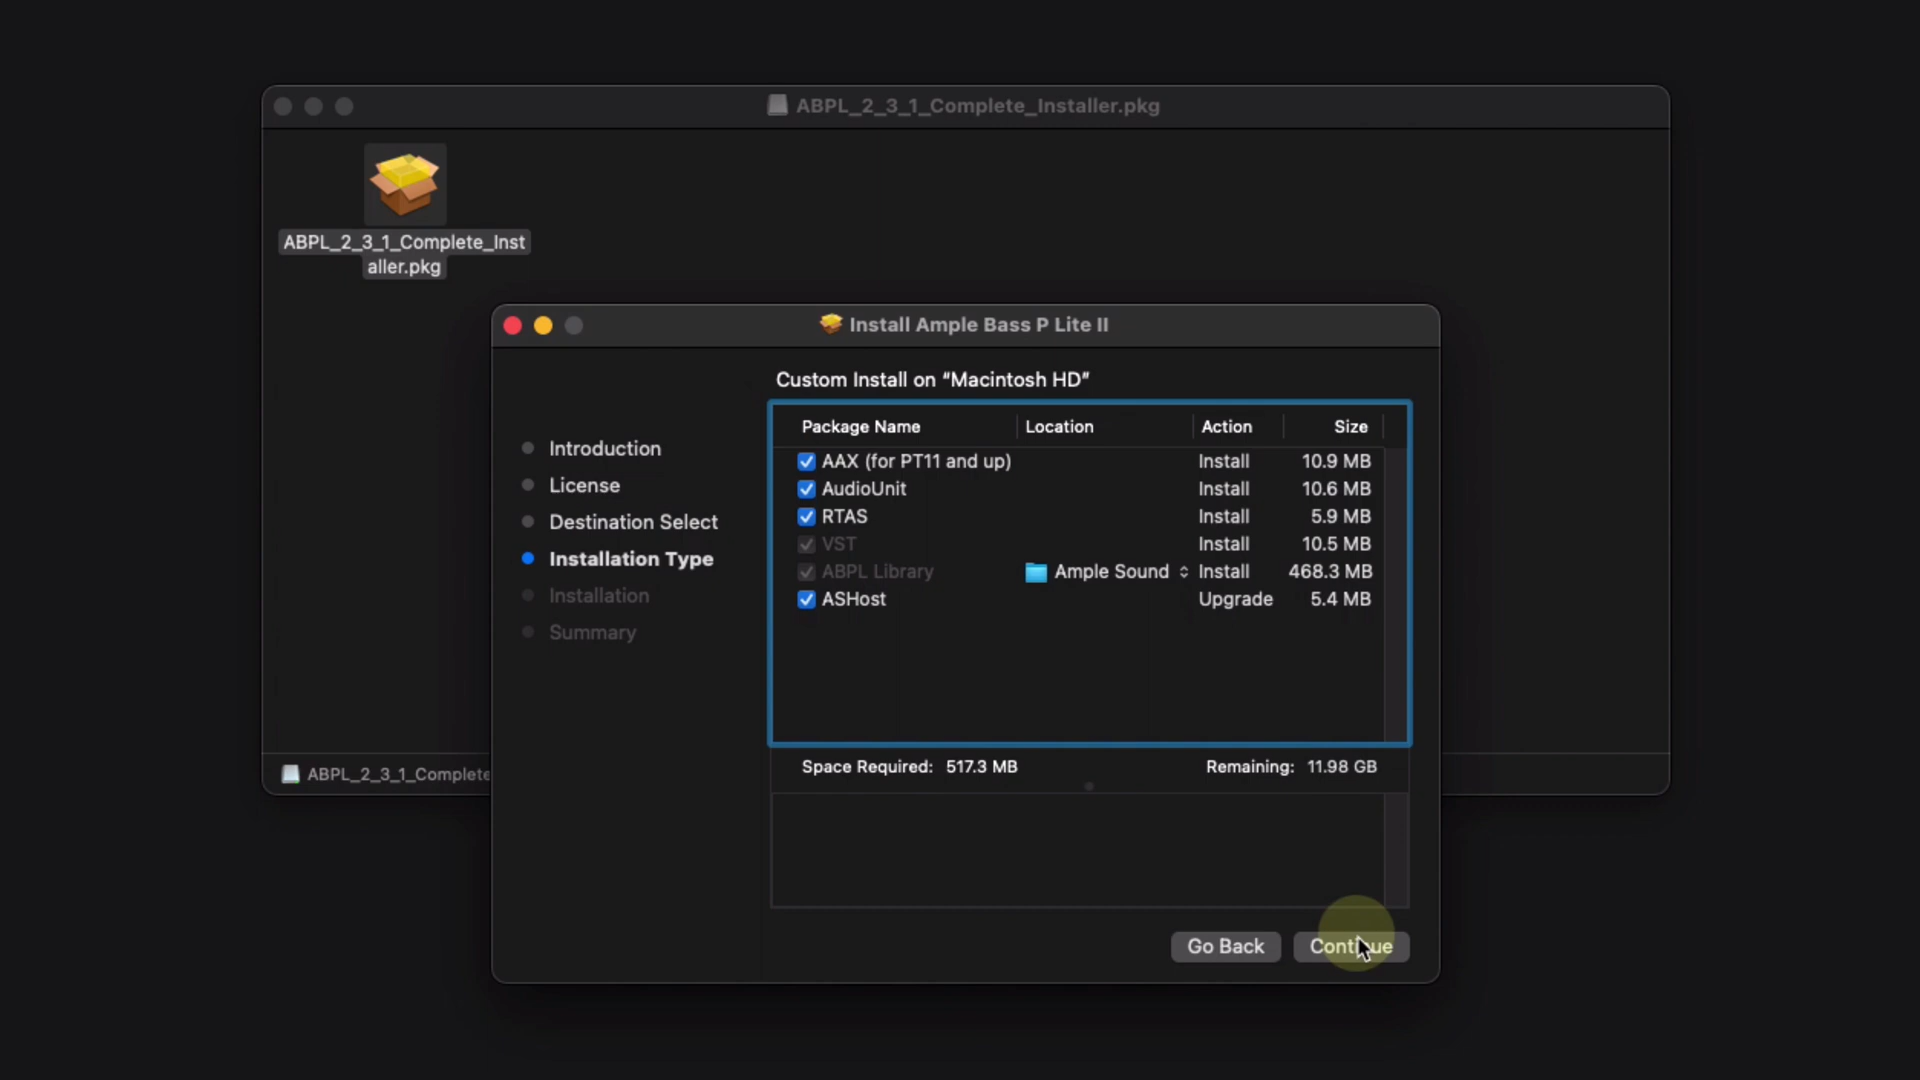 ABPL_2_3_1_Complete_Installer.pkg
ABPL_2_3_1_Complete_Inst
aller.pkg
Install Ample Bass P Lite II
Custom Install on “Macintosh HD”
Introduction
License
Destination Select
Installation Type
Installation
Summary
Package Name Location Action Size
AAX (for PT11 and up) Install 10.9 MB
AudioUnit Install 10.6 MB
RTAS Install 5.9 MB
VST Install 10.5 MB
ABPL Library Ample Sound Install 468.3 MB
ASHost Upgrade 5.4 MB
Space Required: 517.3 MB Remaining: 11.98 GB
ABPL_2_3_1_Complete
Go Back Continue